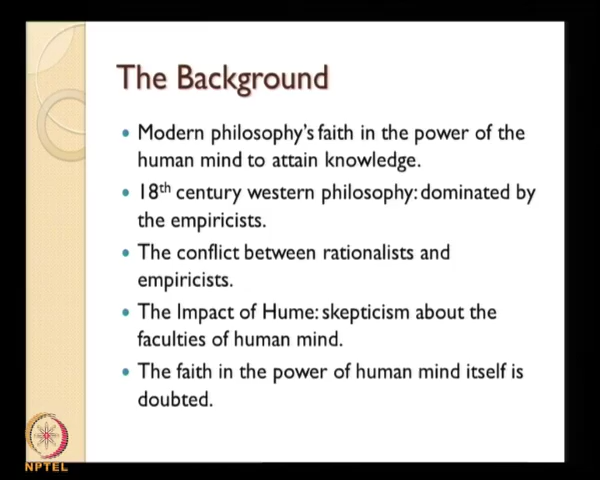 The Background
• Modern philosophy's faith in the power of the
human mind to attain knowledge.
• 18th century western philosophy: dominated by
the empiricists.
• The conflict between rationalists and
empiricists.
• The Impact of Hume: skepticism about the
faculties of human mind.
• The faith in the power of human mind itself is
doubted.
NPTEL